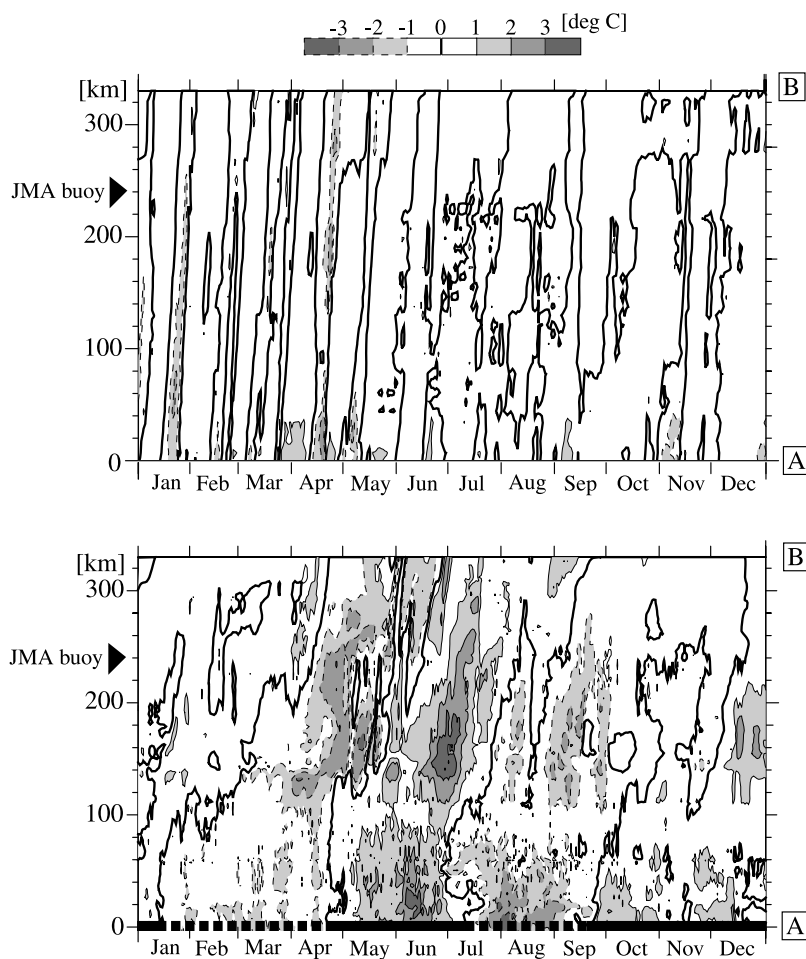 -3 -2 -1 0 1 2 3 [deg C]
[km] B
300
JMA buoy
200
100
0 A
Jan Feb Mar Apr May Jun Jul Aug Sep Oct Nov Dec
[km] B
300
JMA buoy
200
100
0 A
Jan Feb Mar Apr May Jun Jul Aug Sep Oct Nov Dec